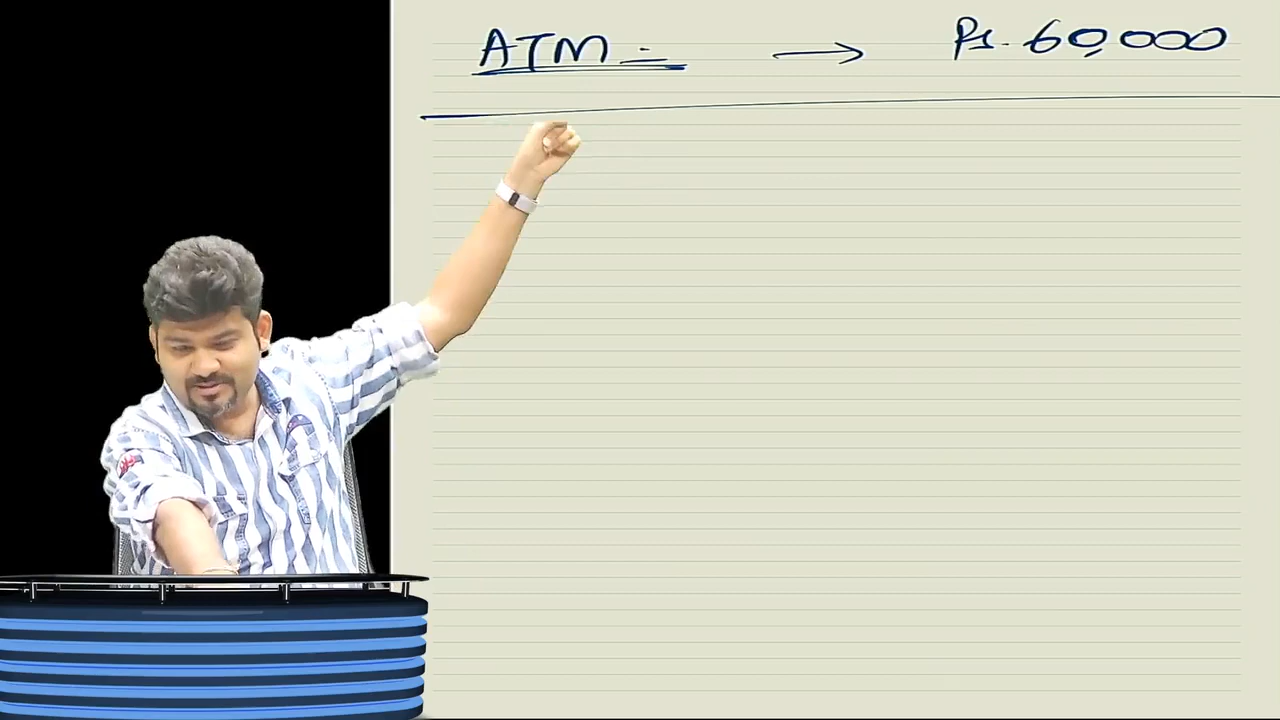 ATM := → Rs. 60,000